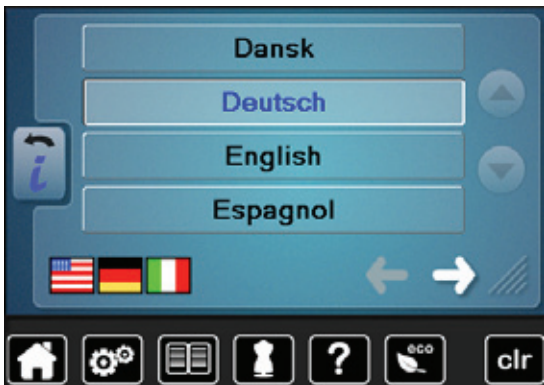 Dansk
Deutsch
English
Espagnol
i
? eco clr